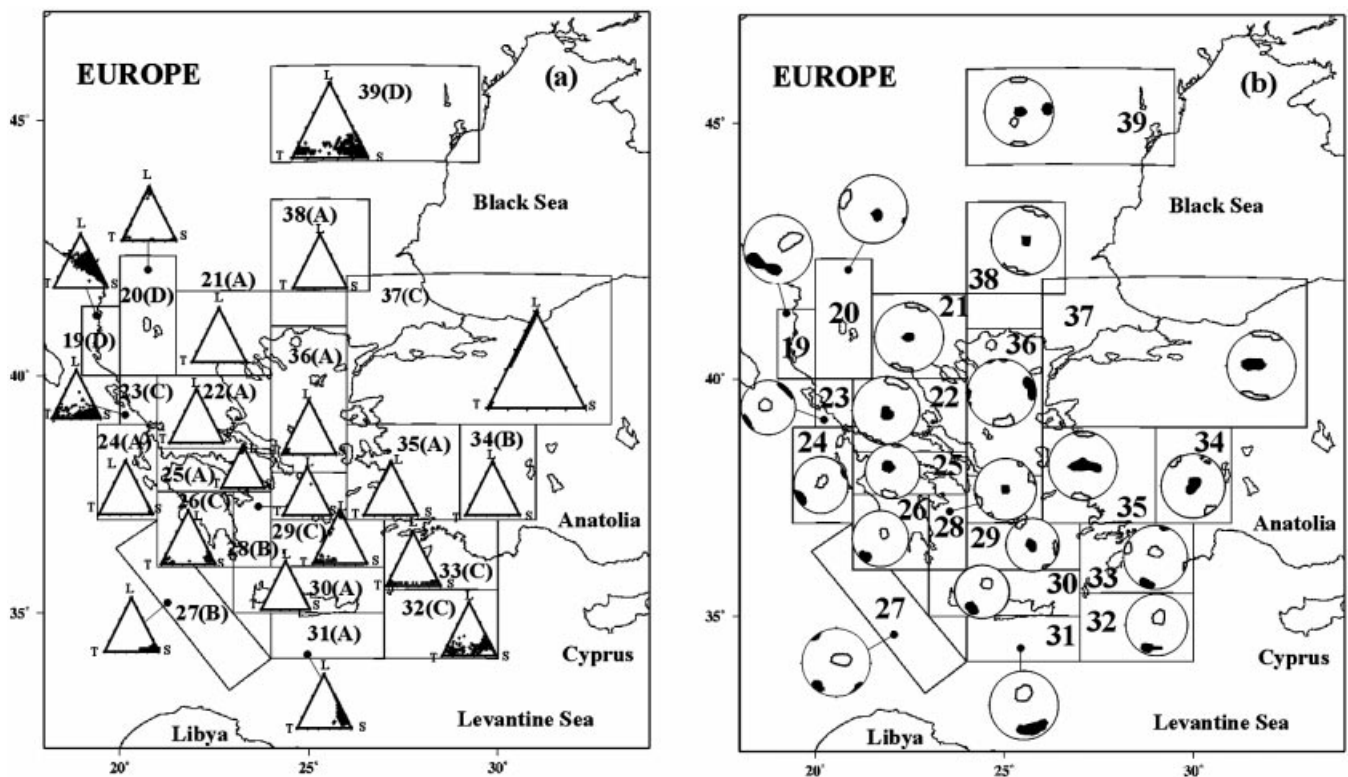 EUROPE
(a)
L
39(D)
T S
45°
Black Sea
L
38(A)
L
T S
L
21(A)
T S
20(D)
L
37(C)
L
19(D)
T S
36(A)
40°
L
23(C)
T S
22(A)
L
T S
24(A)
L
T S
25(A)
L
35(A)
L
T S
34(B)
L
T S
26(C)
L
T S
28(B)
29(C)
Anatolia
L
T S
33(C)
L
T S
30(A)
35°
L
T S
27(B)
32(C)
L
T S
31(A)
Cyprus
L
T S
Levantine Sea
Libya
20° 25° 30°
EUROPE
(b)
39
45°
Black Sea
38
21
20
37
19
36
40°
23
22
24
34
25
26
28
35
29
Anatolia
33
30
35°
27
32
31
Cyprus
Levantine Sea
Libya
20° 25° 30°